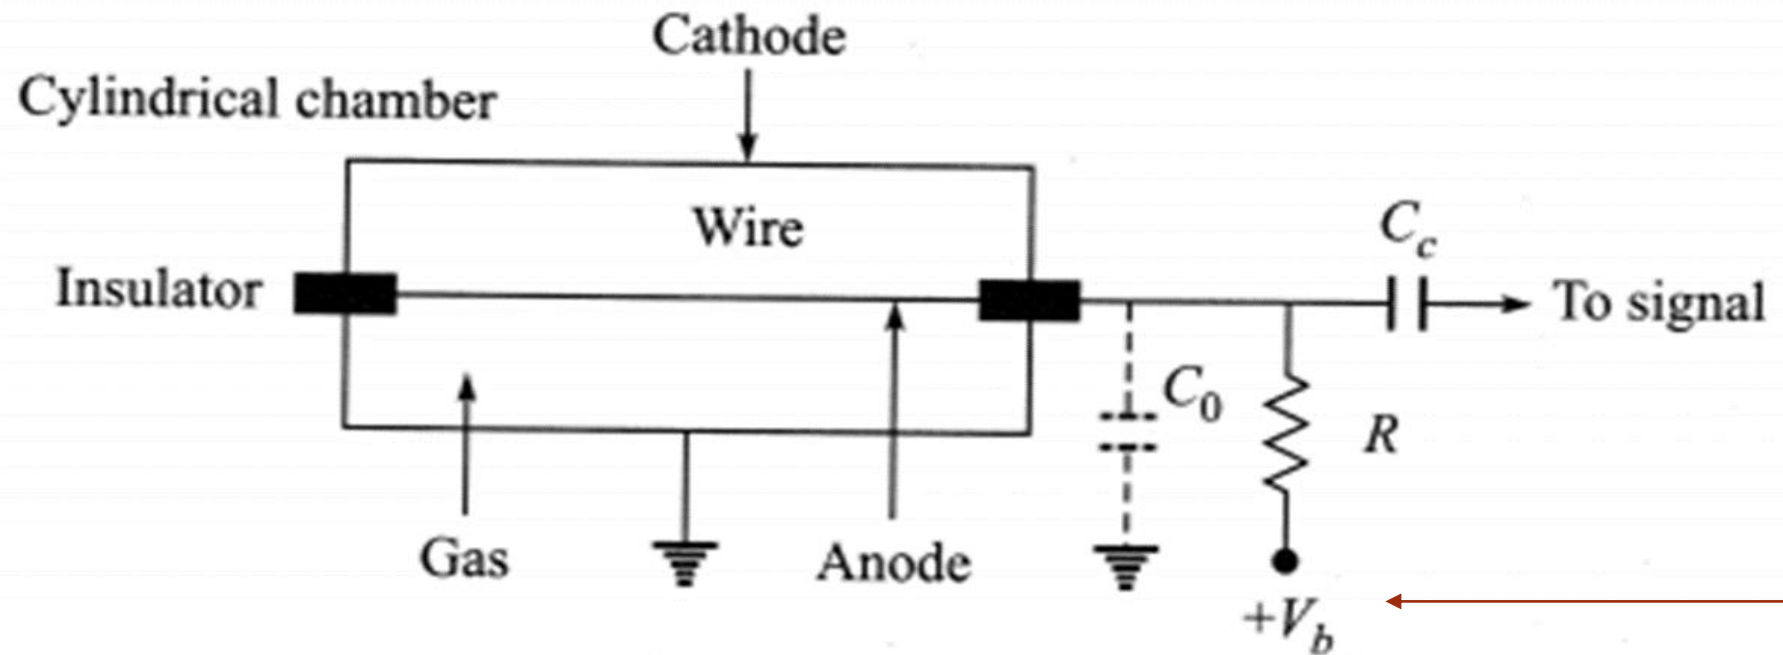 Cathode
Cylindrical chamber
Wire
C_c
Insulator
To signal
C_0
R
Gas
Anode
+V_b